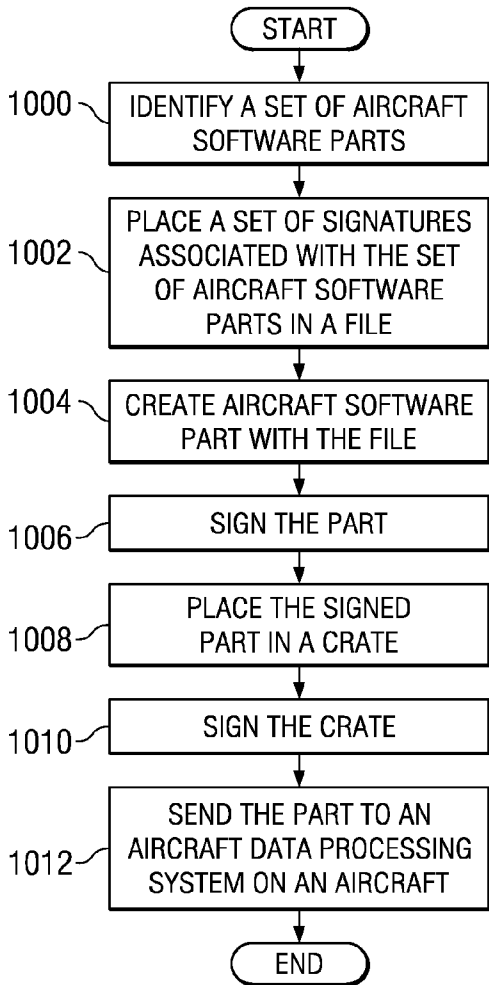 START
1000
IDENTIFY A SET OF AIRCRAFT
SOFTWARE PARTS
1002
PLACE A SET OF SIGNATURES
ASSOCIATED WITH THE SET
OF AIRCRAFT SOFTWARE
PARTS IN A FILE
1004
CREATE AIRCRAFT SOFTWARE
PART WITH THE FILE
1006
SIGN THE PART
1008
PLACE THE SIGNED
PART IN A CRATE
1010
SIGN THE CRATE
1012
SEND THE PART TO AN
AIRCRAFT DATA PROCESSING
SYSTEM ON AN AIRCRAFT
END